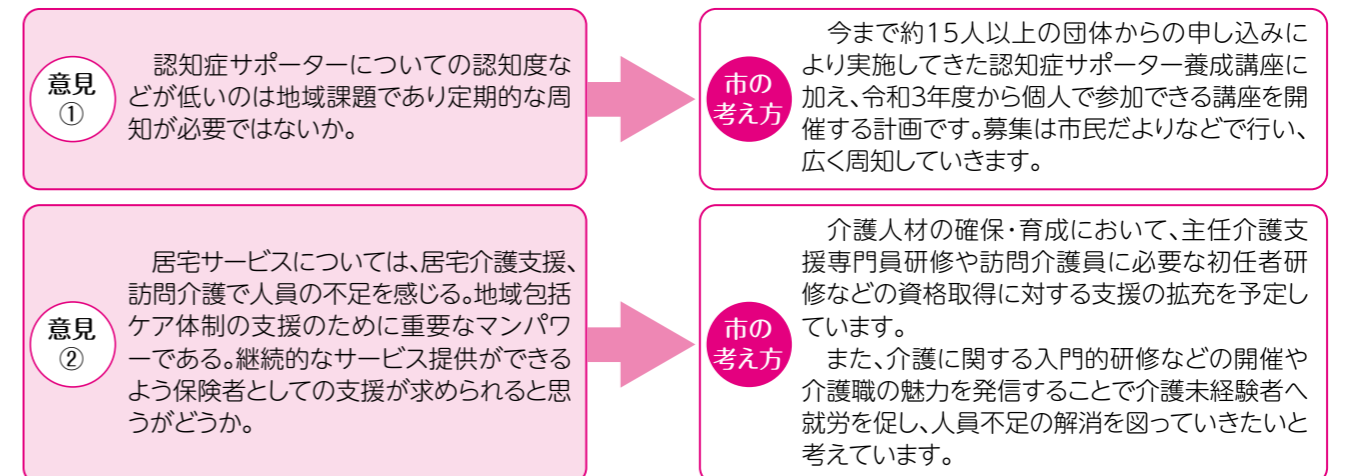 意見
①
認知症サポーターについての認知度な
どが低いのは地域課題であり定期的な周
知が必要ではないか。
市の
考え方
今まで約15人以上の団体からの申し込みに
より実施してきた認知症サポーター養成講座に
加え、令和3年度から個人で参加できる講座を開
催する計画です。募集は市民だよりなどで行い、
広く周知していきます。
意見
②
居宅サービスについては、居宅介護支援、
訪問介護で人員の不足を感じる。地域包括
ケア体制の支援のために重要なマンパワ
ーである。継続的なサービス提供ができる
よう保険者としての支援が求められると思
うがどうか。
市の
考え方
介護人材の確保・育成において、主任介護支
援専門員研修や訪問介護員に必要な初任者研
修などの資格取得に対する支援の拡充を予定し
ています。
また、介護に関する入門的研修などの開催や
介護職の魅力を発信することで介護未経験者へ
就労を促し、人員不足の解消を図っていきたいと
考えています。